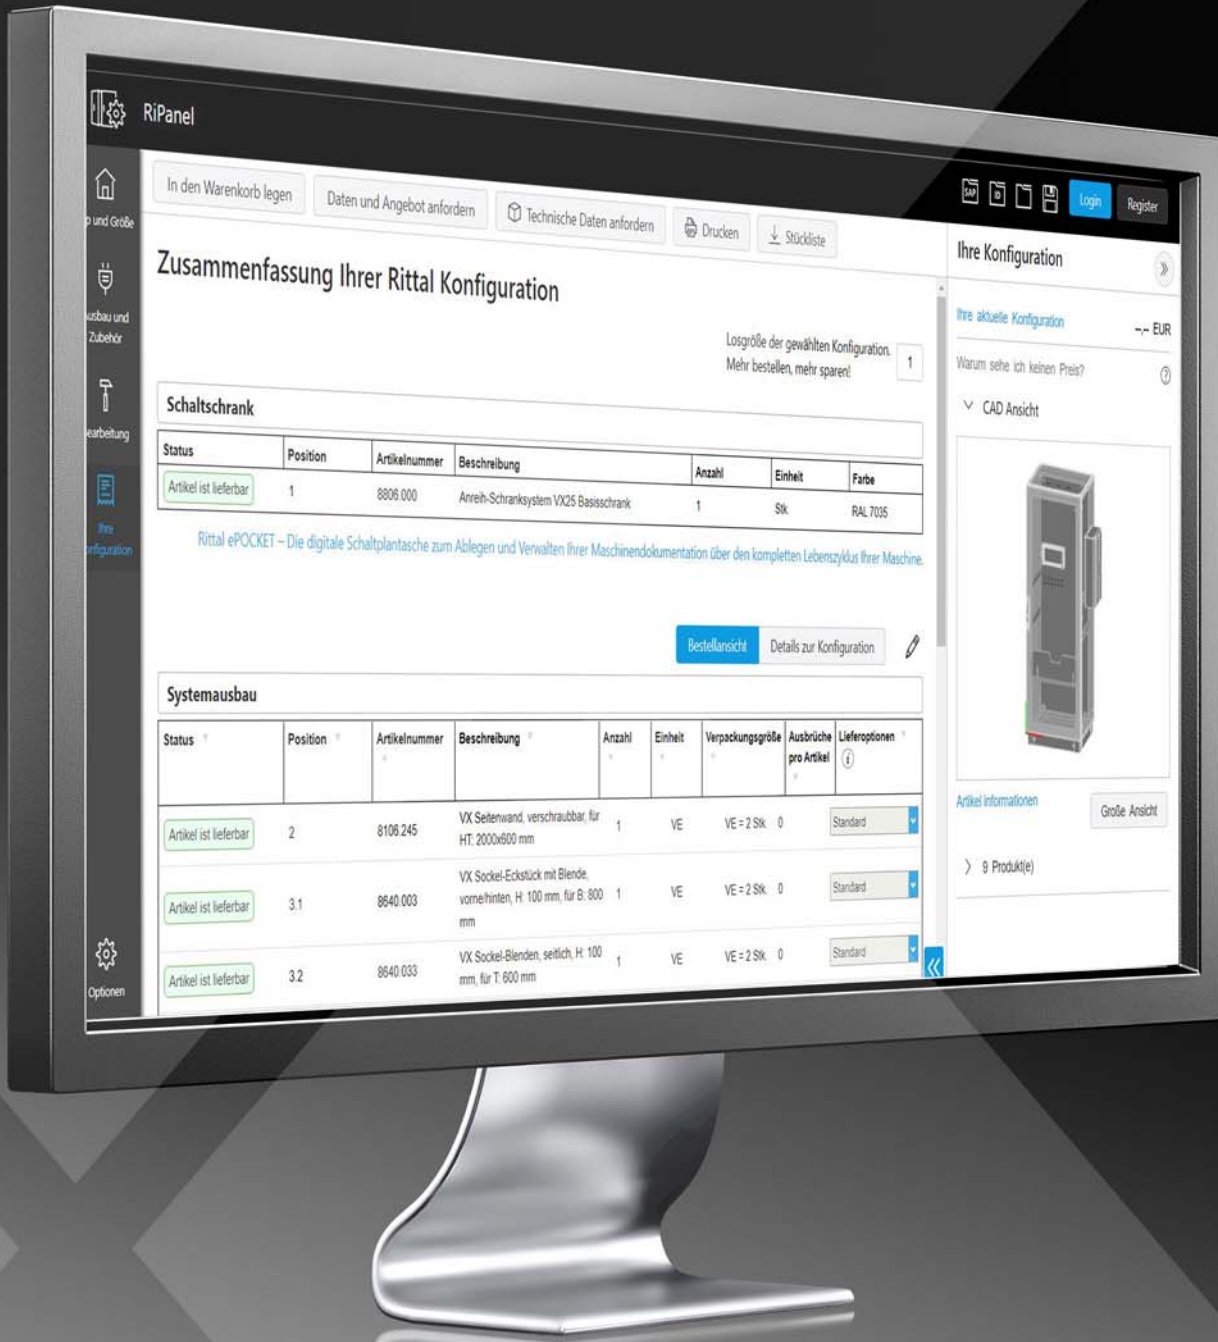 RiPanel
SAP
ID
Login
Register
In den Warenkorb legen
Daten und Angebot anfordern
Technische Daten anfordern
Drucken
Stückliste
p und Größe
Ausbau und
Zubehör
Bearbeitung
Ihre
Konfiguration
Optionen
Zusammenfassung Ihrer Rittal Konfiguration
Losgröße der gewählten Konfiguration.
Mehr bestellen, mehr sparen!
1
Schaltschrank
Status Position Artikelnummer Beschreibung Anzahl Einheit Farbe
Artikel ist lieferbar 1 8806.000 Anreih-Schranksystem VX25 Basisschrank 1 Stk. RAL 7035
Rittal ePOCKET – Die digitale Schaltplantasche zum Ablegen und Verwalten Ihrer Maschinendokumentation über den kompletten Lebenszyklus Ihrer Maschine.
Bestellansicht
Details zur Konfiguration
Systemausbau
Status Position Artikelnummer Beschreibung Anzahl Einheit Verpackungsgröße Ausbrüche Lieferoptionen
pro Artikel
Artikel ist lieferbar 2 8106.245 VX Seitenwand, verschraubbar, für 1 VE VE = 2 Stk. 0 Standard
HT: 2000x600 mm
Artikel ist lieferbar 3.1 8640.003 VX Sockel-Eckstück mit Blende, 1 VE VE = 2 Stk. 0 Standard
vorne/hinten, H: 100 mm, für B: 800
mm
Artikel ist lieferbar 3.2 8640.033 VX Sockel-Blenden, seitlich, H: 100 1 VE VE = 2 Stk. 0 Standard
mm, für T: 600 mm
Ihre Konfiguration
Ihre aktuelle Konfiguration
--,-- EUR
Warum sehe ich keinen Preis?
CAD Ansicht
Artikel informationen
Große Ansicht
9 Produkt(e)